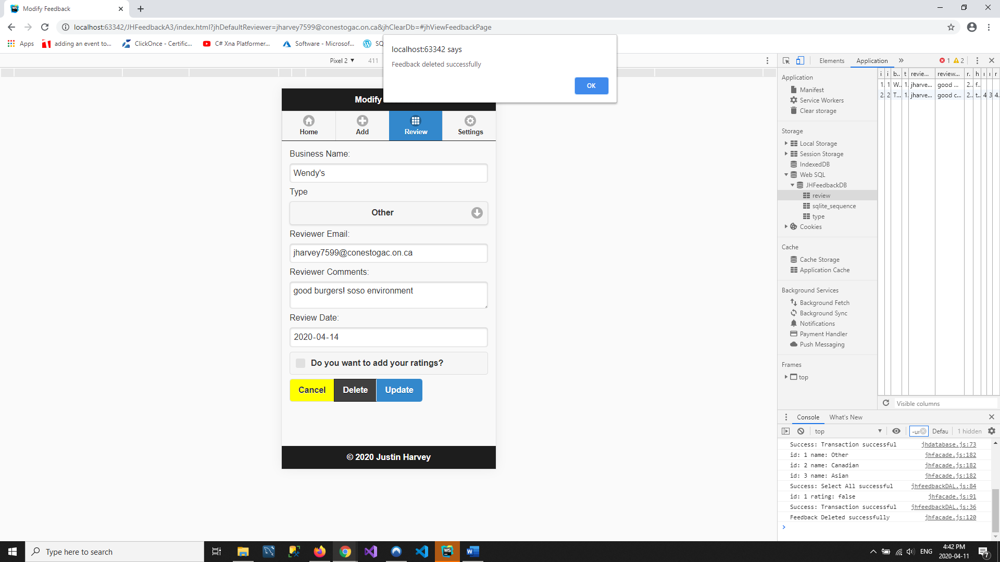 Modify Feedback
localhost:63342/JHFeedbackA3/index.html?jhDefaultReviewer=jharvey7599@conestogac.on.ca&jhClearDb=#jhViewFeedbackPage
Apps
adding an event to...
ClickOnce - Certific...
C# Xna Platformer...
Software - Microsof...
SQ
localhost:63342 says
Feedback deleted successfully
OK
Pixel 2 ▼
411
Modify
Home
Add
Review
Settings
Business Name:
Wendy's
Type
Other
Reviewer Email:
jharvey7599@conestogac.on.ca
Reviewer Comments:
good burgers! soso environment
Review Date:
2020-04-14
Do you want to add your ratings?
Cancel
Delete
Update
© 2020 Justin Harvey
Elements
Application
1
2
Application
Manifest
Service Workers
Clear storage
Storage
Local Storage
Session Storage
IndexedDB
Web SQL
JHFeedbackDB
review
sqlite_sequence
type
Cookies
Cache
Cache Storage
Application Cache
Background Services
Background Fetch
Background Sync
Notifications
Payment Handler
Push Messaging
Frames
top
i i b.. t revie... review... r. h
1. 1 W.. 1. jharve... good ... 2.. f..
2. 2 T... 1. jharve... good c... 2.. t.. 4 3 4.
Visible columns
Console
What's New
top
Defau
1 hidden
Success: Transaction successful jhdatabase.js:73
id: 1 name: Other jhfacade.js:182
id: 2 name: Canadian jhfacade.js:182
id: 3 name: Asian jhfacade.js:182
Success: Select All successful jhfeedbackDAL.js:84
id: 1 rating: false jhfacade.js:91
Success: Transaction successful jhfeedbackDAL.js:36
Feedback Deleted successfully jhfacade.js:120
Type here to search
ENG
4:42 PM
2020-04-11
7